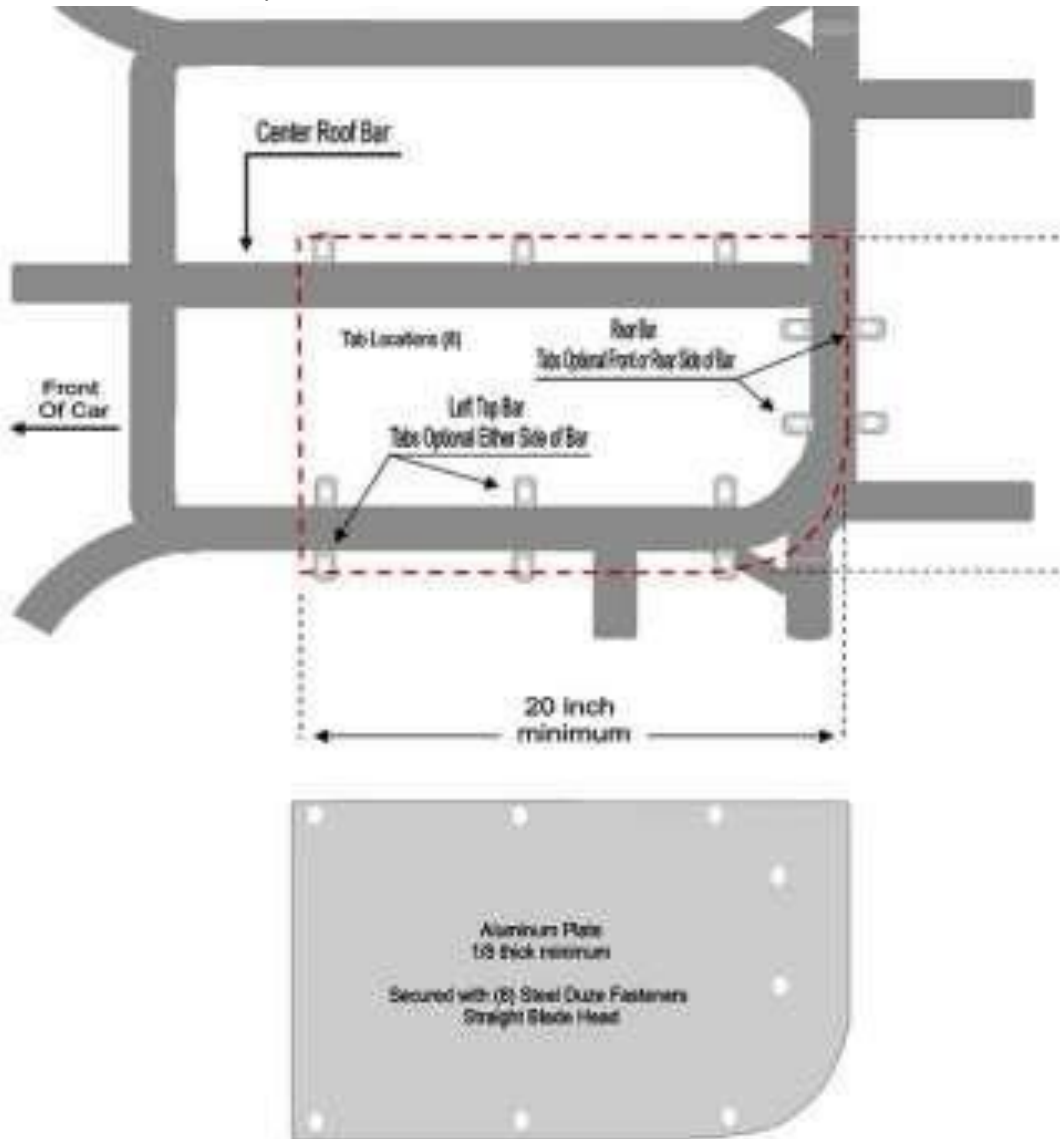 Center Roof Bar
Tab Locations (8)
Rear Bar
Tabs Optional Front or Rear Side of Bar
Front
Of Car
Left Top Bar
Tabs Optional Either Side of Bar
20 inch
minimum
Aluminum Plate
1/8 thick minimum
Secured with (8) Steel Duze Fasteners
Straight Blade Head